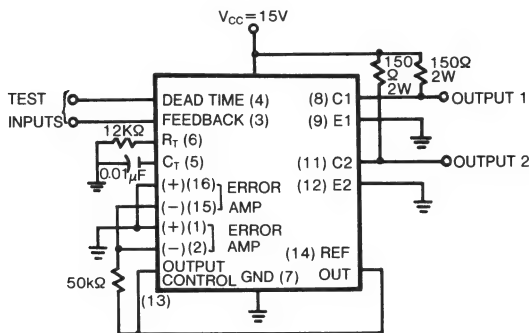 VCC=15V
150
Ω
2W
150Ω
2W
TEST
INPUTS
DEAD TIME (4)
FEEDBACK (3)
12KΩ
RT (6)
0.01μF
CT (5)
(+)(16)
(−)(15)
ERROR
AMP
(+)(1)
(−)(2)
ERROR
AMP
50kΩ
OUTPUT
CONTROL
(13)
GND (7)
(8) C1
(9) E1
OUTPUT 1
(11) C2
(12) E2
OUTPUT 2
(14) REF
OUT